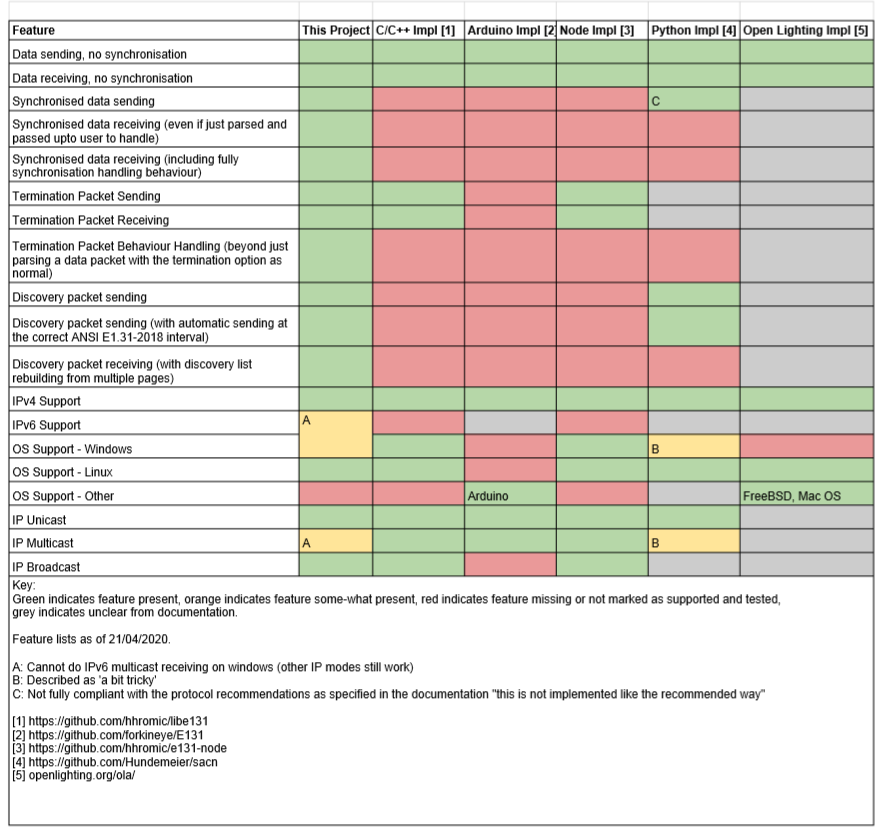 Feature This Project C/C++ Impl [1] Arduino Impl [2] Node Impl [3] Python Impl [4] Open Lighting Impl [5]
Data sending, no synchronisation
Data receiving, no synchronisation
Synchronised data sending C
Synchronised data receiving (even if just parsed and
passed upto user to handle)
Synchronised data receiving (including fully
synchronisation handling behaviour)
Termination Packet Sending
Termination Packet Receiving
Termination Packet Behaviour Handling (beyond just
parsing a data packet with the termination option as
normal)
Discovery packet sending
Discovery packet sending (with automatic sending at
the correct ANSI E1.31-2018 interval)
Discovery packet receiving (with discovery list
rebuilding from multiple pages)
IPv4 Support
IPv6 Support A
OS Support - Windows B
OS Support - Linux
OS Support - Other Arduino FreeBSD, Mac OS
IP Unicast
IP Multicast A B
IP Broadcast
Key:
Green indicates feature present, orange indicates feature some-what present, red indicates feature missing or not marked as supported and tested,
grey indicates unclear from documentation.
Feature lists as of 21/04/2020.
A: Cannot do IPv6 multicast receiving on windows (other IP modes still work)
B: Described as 'a bit tricky'
C: Not fully compliant with the protocol recommendations as specified in the documentation "this is not implemented like the recommended way"
[1] https://github.com/hhromic/libe131
[2] https://github.com/forkineye/E131
[3] https://github.com/hhromic/e131-node
[4] https://github.com/Hundemeier/sacn
[5] openlighting.org/ola/